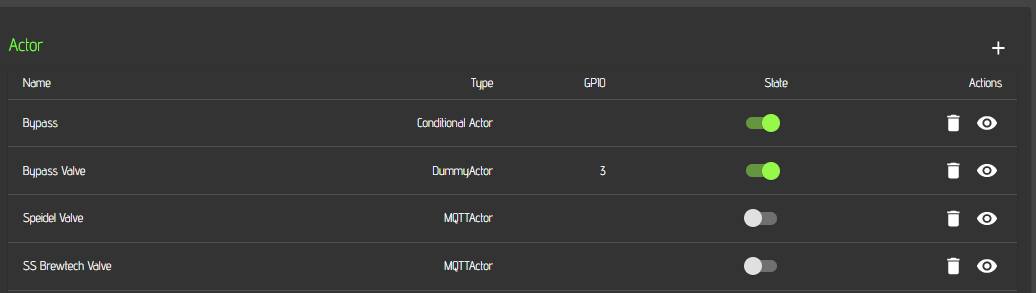 Actor
Name Type GPIO State Actions
Bypass Conditional Actor
Bypass Valve DummyActor 3
Speidel Valve MQTTActor
SS Brewtech Valve MQTTActor